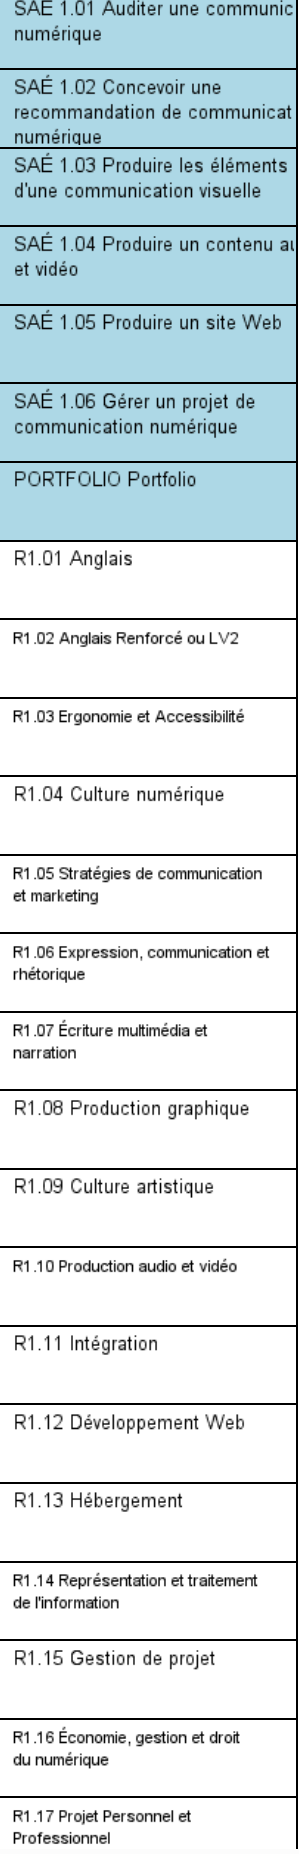 SAÉ 1.01 Auditer une
numérique
SAÉ 1.02 Concevoir une
recommandation de
numérique
SAÉ 1.03 Produire les éléments
d'une communication visuelle
SAÉ 1.04 Produire un contenu
et vidéo
SAÉ 1.05 Produire un site Web
SAÉ 1.06 Gérer un projet de
communication numérique
PORTFOLIO Portfolio
R1.01 Anglais
R1.02 Anglais Renforcé ou LV2
R1.03 Ergonomie et Accessibilité
R1.04 Culture numérique
R1.05 Stratégies de communication
et marketing
R1.06 Expression, communication et
rhétorique
R1.07 Écriture multimédia et
narration
R1.08 Production graphique
R1.09 Culture artistique
R1.10 Production audio et vidéo
R1.11 Intégration
R1.12 Développement Web
R1.13 Hébergement
R1.14 Représentation et traitement
de l'information
R1.15 Gestion de projet
R1.16 Économie, gestion et droit
du numérique
R1.17 Projet Personnel et
Professionnel